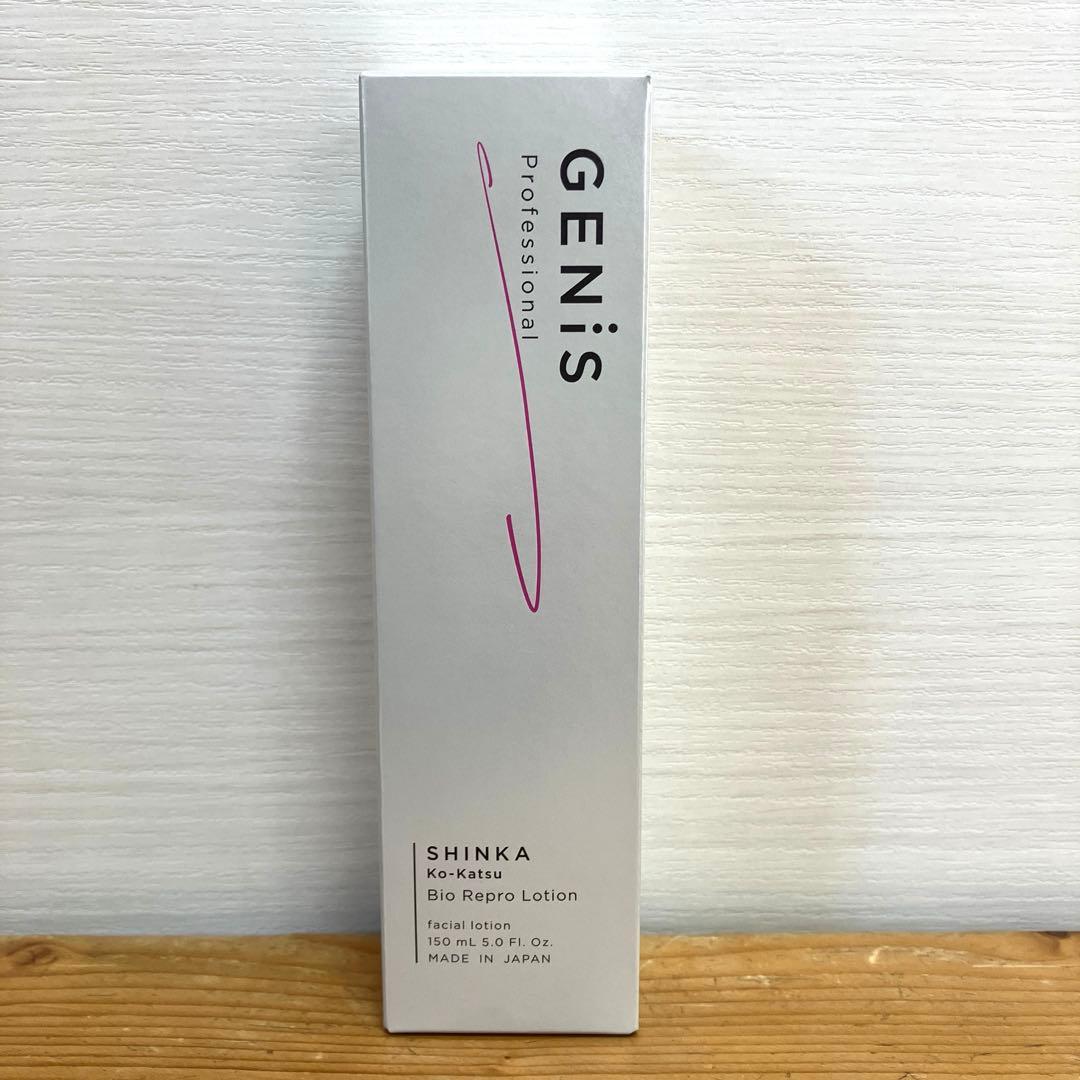 GENiS
Professional
SHINKA
Ko-Katsu
Bio Repro Lotion
facial lotion
150 mL 5.0 Fl. Oz.
MADE IN JAPAN